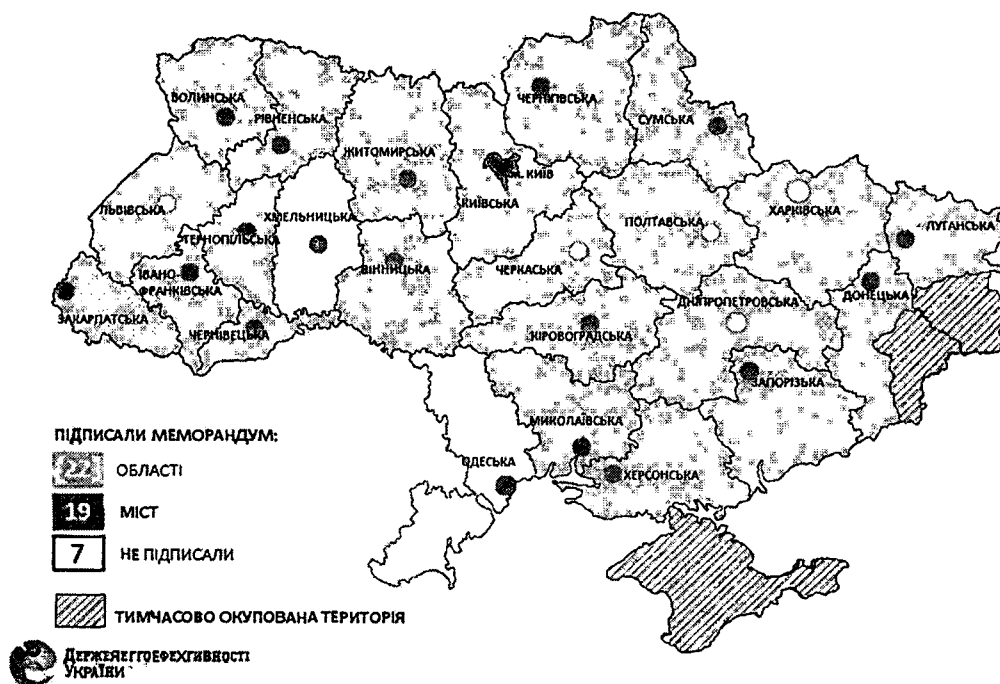 ВОЛИНСЬКА
РІВНЕНСЬКА
ЖИТОМИРСЬКА
ЧЕРНІГІВСЬКА
СУМСЬКА
М. КИЇВ
КИЇВСЬКА
ЛЬВІВСЬКА
ТЕРНОПІЛЬСЬКА
ХМЕЛЬНИЦЬКА
ВІННИЦЬКА
ЧЕРКАСЬКА
ПОЛТАВСЬКА
ХАРКІВСЬКА
ЛУГАНСЬКА
ІВАНО-
ФРАНКІВСЬКА
ЗАКАРПАТСЬКА
ЧЕРНІВЕЦЬКА
КІРОВОГРАДСЬКА
ДНІПРОПЕТРОВСЬКА
ДОНЕЦЬКА
ЗАПОРІЗЬКА
МИКОЛАЇВСЬКА
ОДЕСЬКА
ХЕРСОНСЬКА
ПІДПИСАЛИ МЕМОРАНДУМ:
22 ОБЛАСТІ
19 МІСТ
7 НЕ ПІДПИСАЛИ
ТИМЧАСОВО ОКУПОВАНА ТЕРИТОРІЯ
УКРАЇНИ